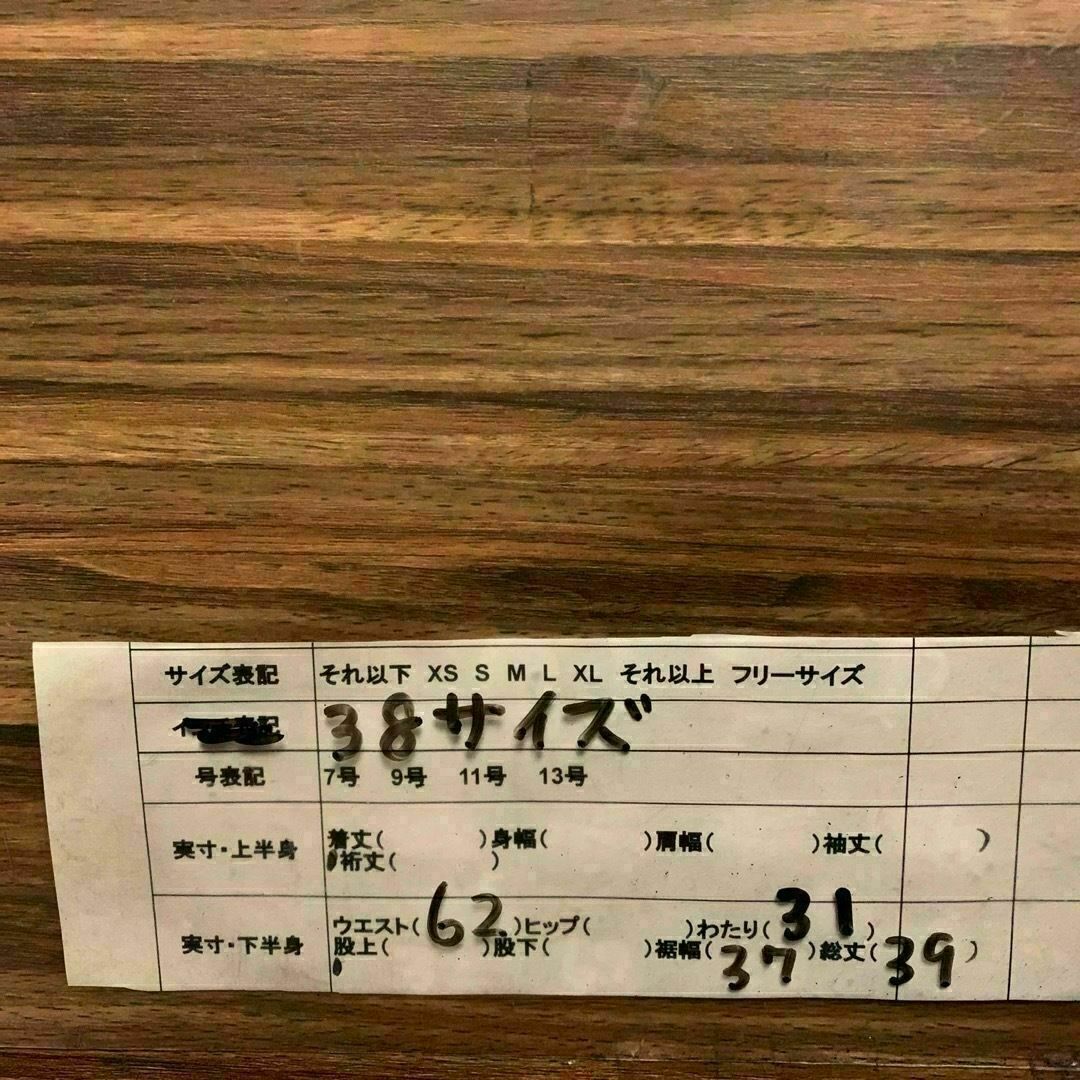 サイズ表記 それ以下 XS S M L XL それ以上 フリーサイズ
表記 38サイズ
号表記 7号 9号 11号 13号
実寸・上半身 着丈( )身幅( )肩幅( )袖丈( )
裄丈( )
実寸・下半身 ウエスト(62)ヒップ( )わたり(31)
股上( )股下( )裾幅(37)総丈(39)